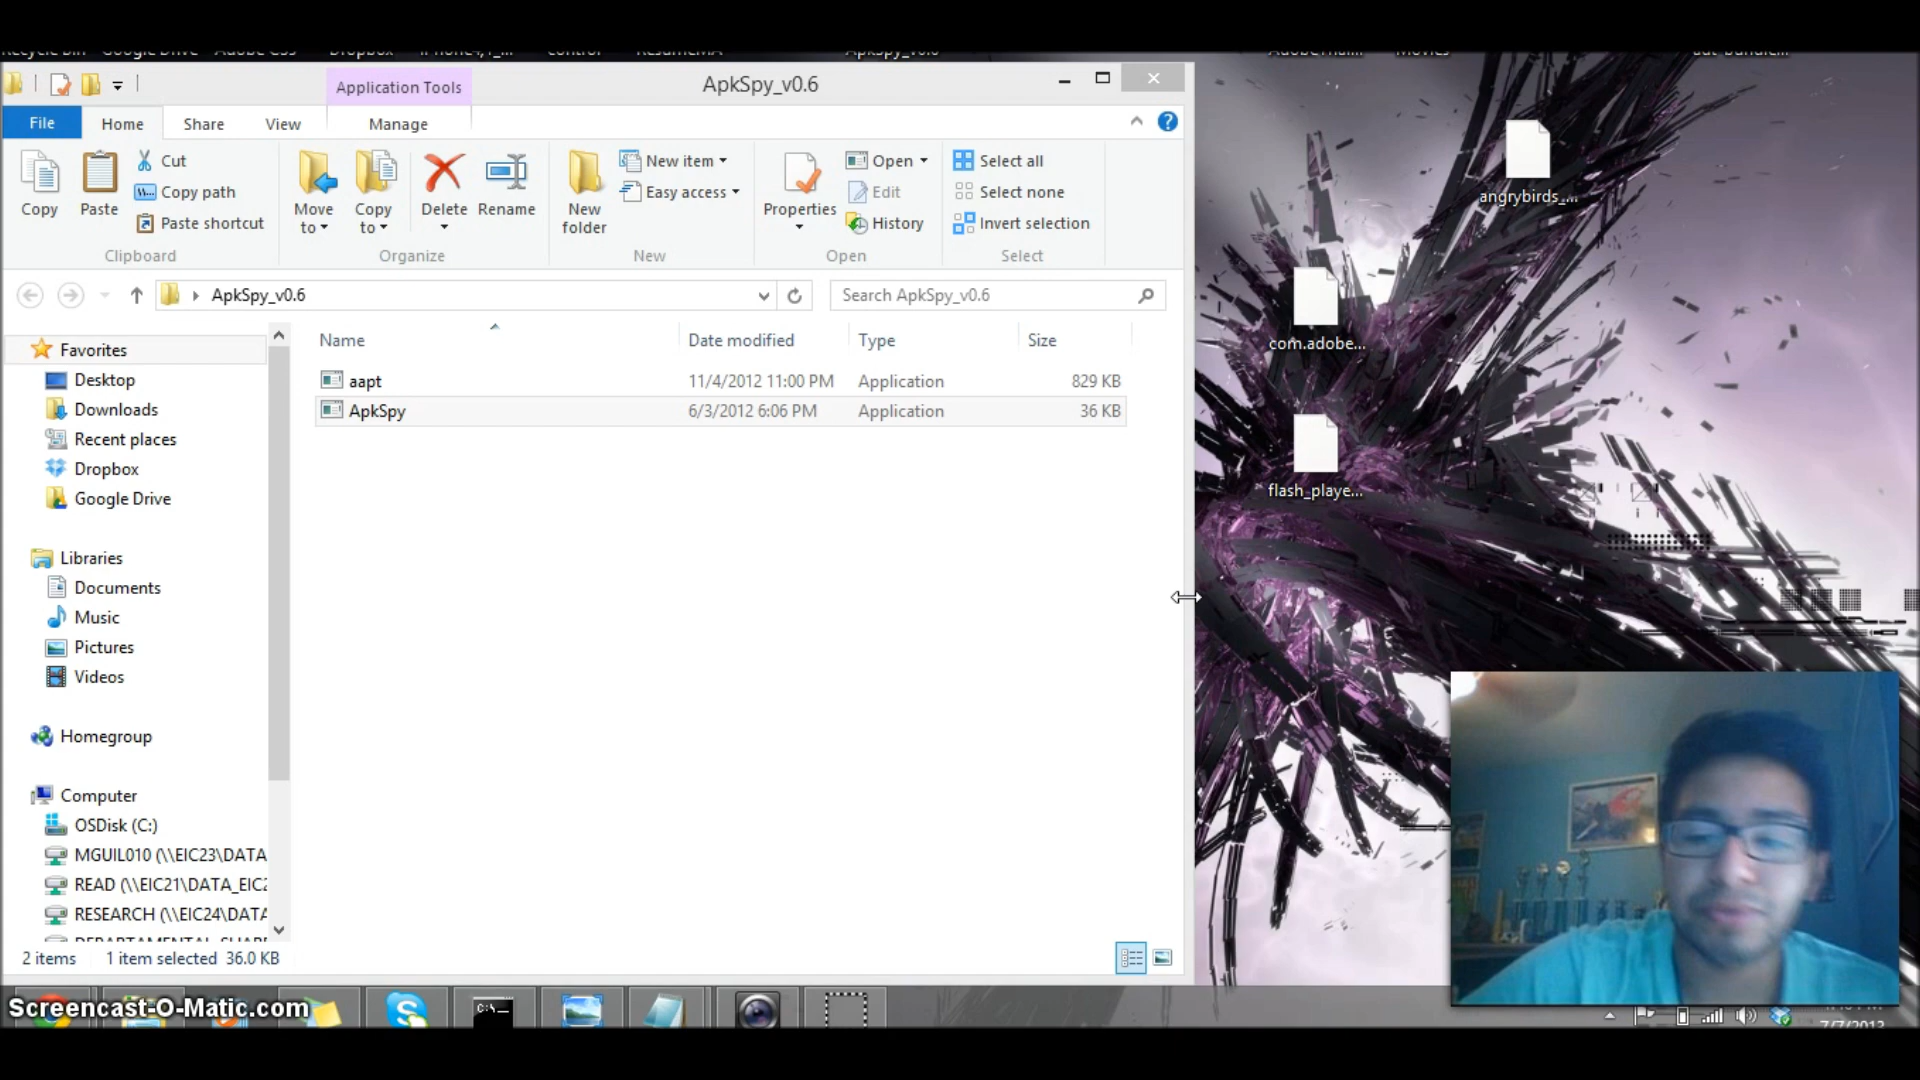 Application Tools
ApkSpy_v0.6
File
Home
Share
View
Manage
Copy
Paste
Cut
Copy path
Paste shortcut
Move to
Copy to
Delete
Rename
New folder
New item
Easy access
Properties
Open
Edit
History
Select all
Select none
Invert selection
Clipboard
Organize
New
Open
Select
ApkSpy_v0.6
Search ApkSpy_v0.6
Name
Date modified
Type
Size
aapt 11/4/2012 11:00 PM Application 829 KB
ApkSpy 6/3/2012 6:06 PM Application 36 KB
Favorites
Desktop
Downloads
Recent places
Dropbox
Google Drive
Libraries
Documents
Music
Pictures
Videos
Homegroup
Computer
OSDisk (C:)
MGUIL010 (\\EIC23\DATA
READ (\\EIC21\DATA_EIC2
RESEARCH (\\EIC24\DATA
2 items 1 item selected 36.0 KB
angrybirds_...
com.adobe...
flash_playe...
Screencast-O-Matic.com
7/7/2013